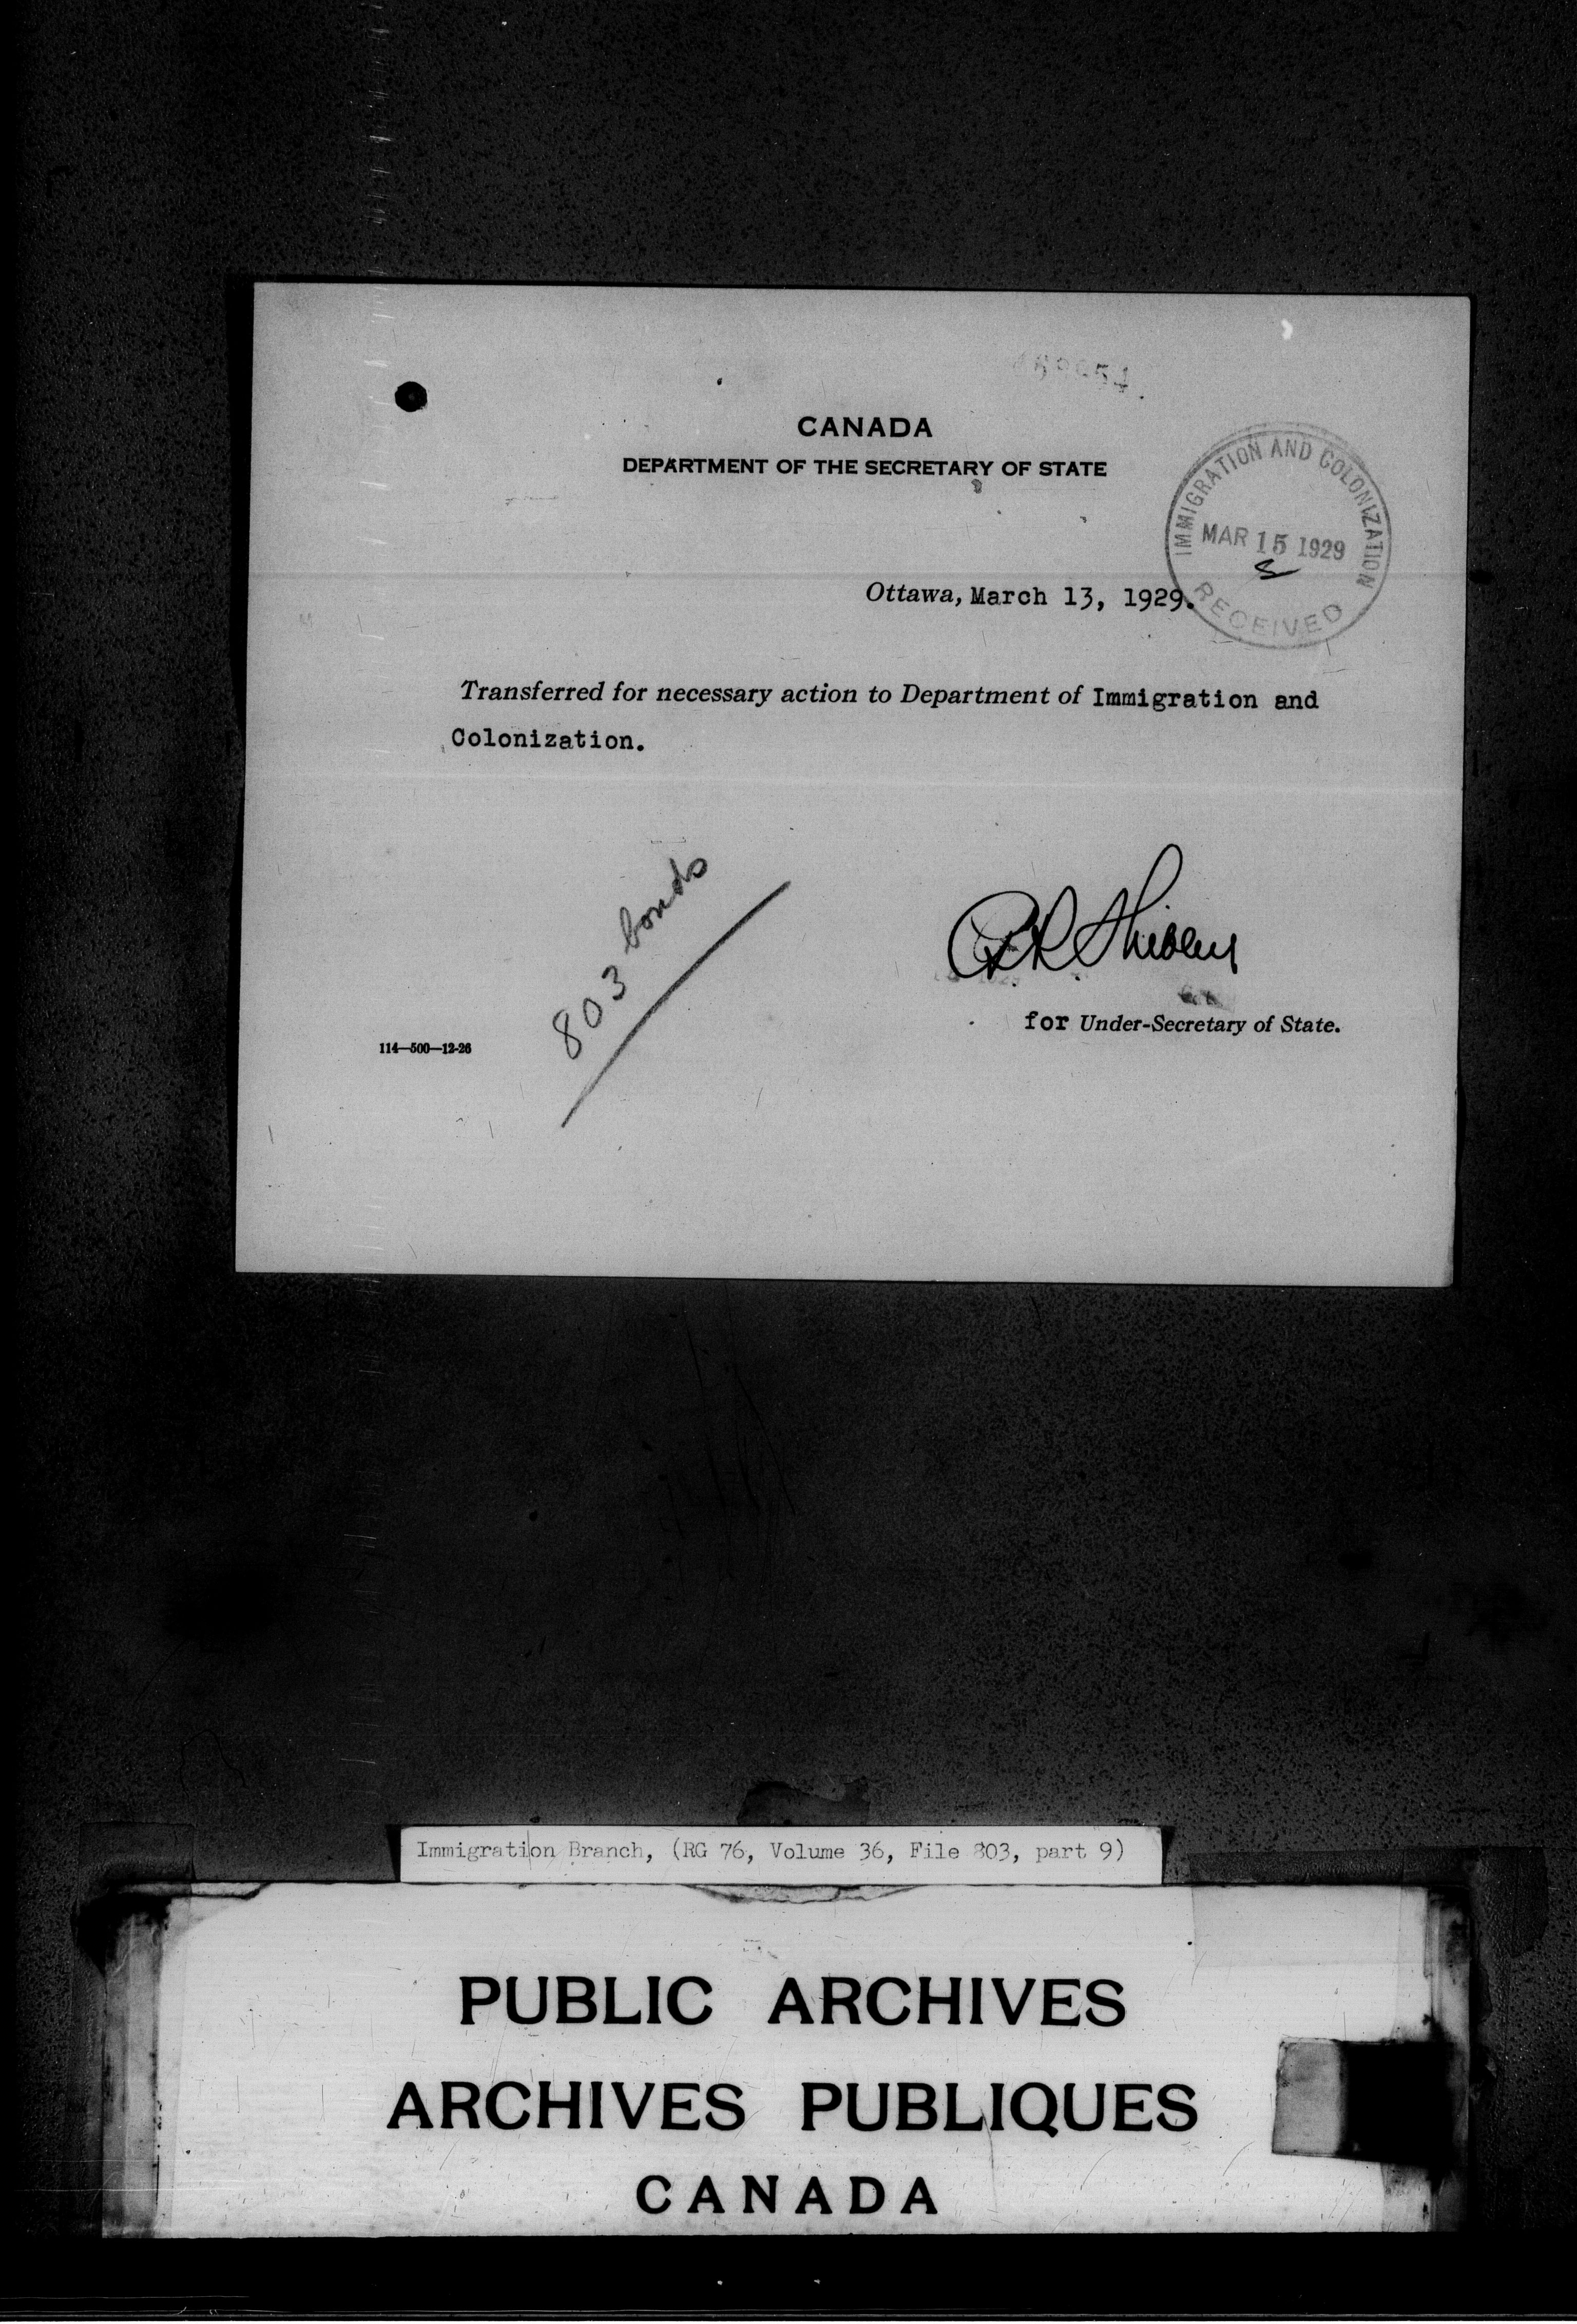 CANADA
DEPARTMENT OF THE SECRETARY OF STATE
IMMIGRATION AND COLONIZATION
MAR 15 1929
RECEIVED
Ottawa, March 13, 1929.
Transferred for necessary action to Department of Immigration and
Colonization.
803 bonds
for Under-Secretary of State.
114—500—12-26
Immigration Branch, (RG 76, Volume 36, File 803, part 9)
PUBLIC ARCHIVES
ARCHIVES PUBLIQUES
CANADA